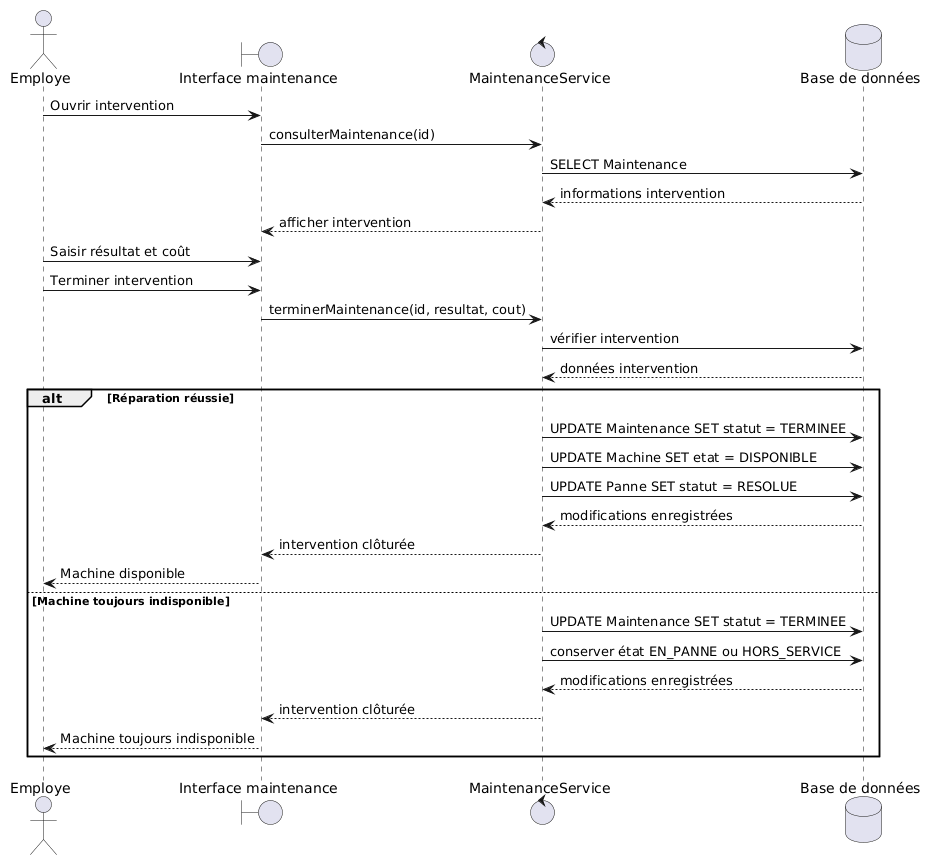 Employe
Interface maintenance
MaintenanceService
Base de données
Ouvrir intervention
consulterMaintenance(id)
SELECT Maintenance
informations intervention
afficher intervention
Saisir résultat et coût
Terminer intervention
terminerMaintenance(id, resultat, cout)
vérifier intervention
données intervention
alt
[Réparation réussie]
UPDATE Maintenance SET statut = TERMINEE
UPDATE Machine SET etat = DISPONIBLE
UPDATE Panne SET statut = RESOLUE
modifications enregistrées
intervention clôturée
Machine disponible
[Machine toujours indisponible]
UPDATE Maintenance SET statut = TERMINEE
conserver état EN_PANNE ou HORS_SERVICE
modifications enregistrées
intervention clôturée
Machine toujours indisponible
Employe
Interface maintenance
MaintenanceService
Base de données